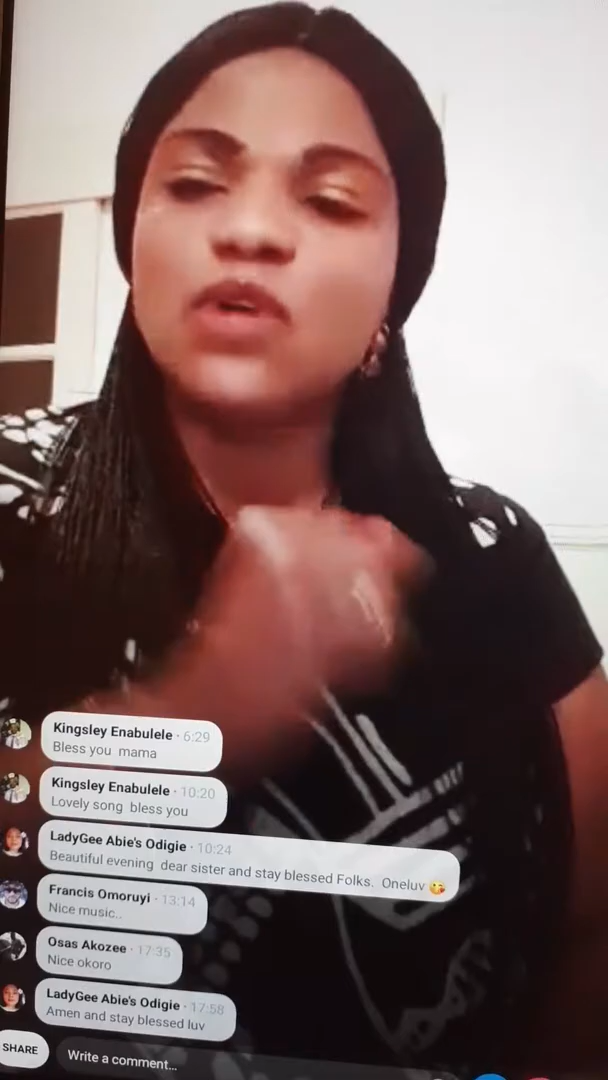 Kingsley Enabulele · 6:29
Bless you mama
Kingsley Enabulele · 10:20
Lovely song bless you
LadyGee Abie's Odigie · 10:24
Beautiful evening dear sister and stay blessed Folks. Oneluv 😋
Francis Omoruyi · 13:14
Nice music..
Osas Akozee · 17:35
Nice okoro
LadyGee Abie's Odigie · 17:58
Amen and stay blessed luv
SHARE
Write a comment...